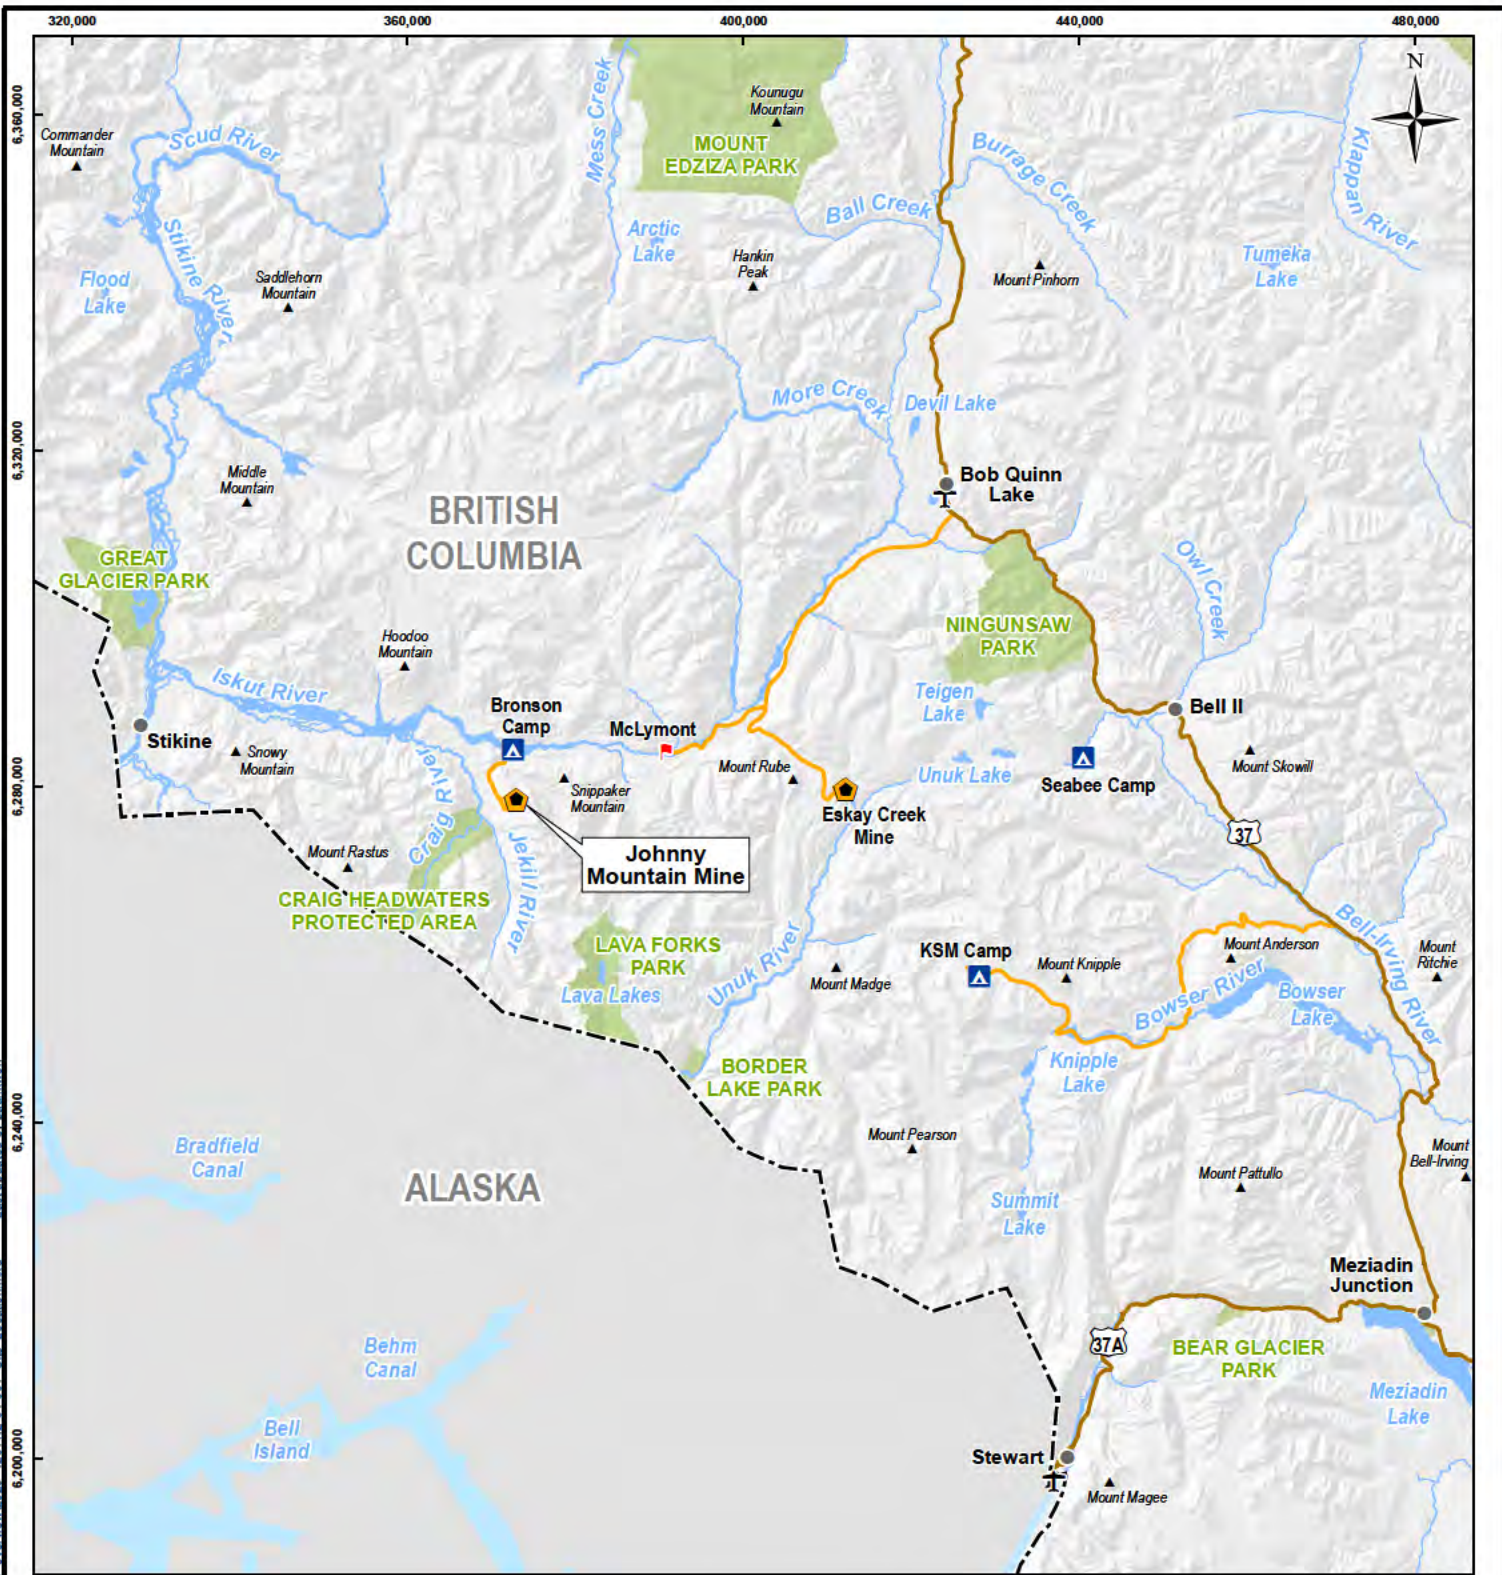 320,000
360,000
400,000
440,000
480,000
6,360,000
6,320,000
6,280,000
6,240,000
6,200,000
N
Commander
Mountain
Scud River
Stikine River
Flood
Lake
Saddlehorn
Mountain
Middle
Mountain
Mess Creek
Kounugu
Mountain
MOUNT
EDZIZA PARK
Arctic
Lake
Hankin
Peak
Ball Creek
Burrage Creek
Mount Pinhorn
Klappan River
Tumeka
Lake
More Creek
Devil Lake
Bob Quinn
Lake
BRITISH
COLUMBIA
GREAT
GLACIER PARK
Hoodoo
Mountain
Iskut River
Stikine
Snowy
Mountain
Bronson
Camp
McLymont
Snippaker
Mountain
Mount Rube
Eskay Creek
Mine
NINGUNSAW
PARK
Owl Creek
Teigen
Lake
Unuk Lake
Bell II
Seabee Camp
Mount Skowill
37
Craig River
Jekill River
Johnny
Mountain Mine
Mount Rastus
CRAIG HEADWATERS
PROTECTED AREA
LAVA FORKS
PARK
Lava Lakes
Unuk River
Mount Madge
KSM Camp
Mount Knipple
Mount Anderson
Bowser River
Bowser
Lake
Bell-Irving River
Mount
Ritchie
Knipple
Lake
BORDER
LAKE PARK
Mount Pearson
Summit
Lake
Mount Pattullo
Mount
Bell-Irving
Bradfield
Canal
ALASKA
Behm
Canal
Bell
Island
Meziadin
Junction
37A
BEAR GLACIER
PARK
Meziadin
Lake
Stewart
Mount Magee